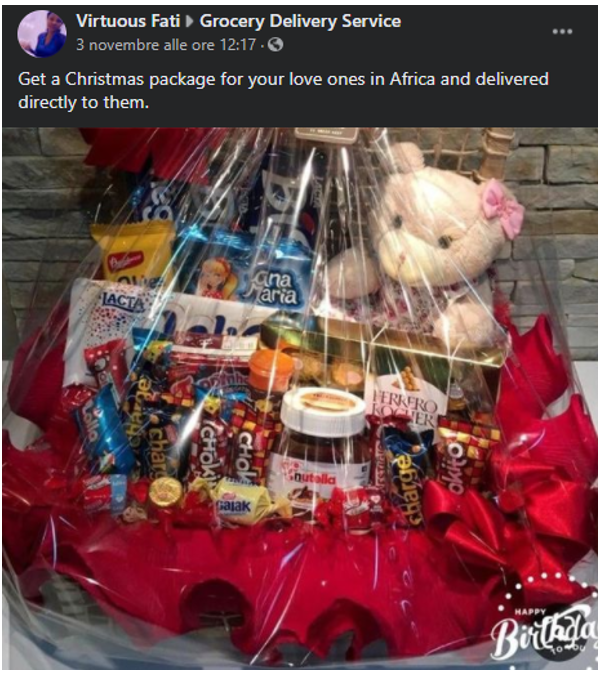 Virtuous Fati Grocery Delivery Service
3 novembre alle ore 12:17 ·
Get a Christmas package for your love ones in Africa and delivered
directly to them.
Bauducco
LACTA
Ana
Maria
FERRERO
ROCHER
nutella
charge
charge
chokito
chokito
charge
chokito
galak
HAPPY
Birthday
TO YOU